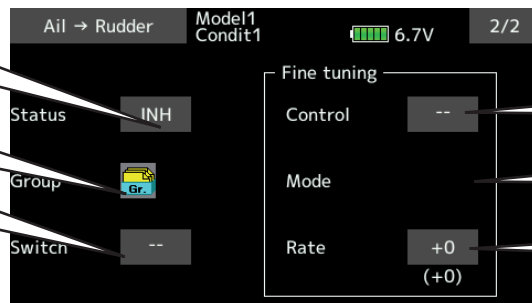 Ail → Rudder
Model1
Condit1
6.7V
2/2
Status
INH
Group
Gr.
Switch
--
Fine tuning
Control
--
Mode
Rate
+0
(+0)